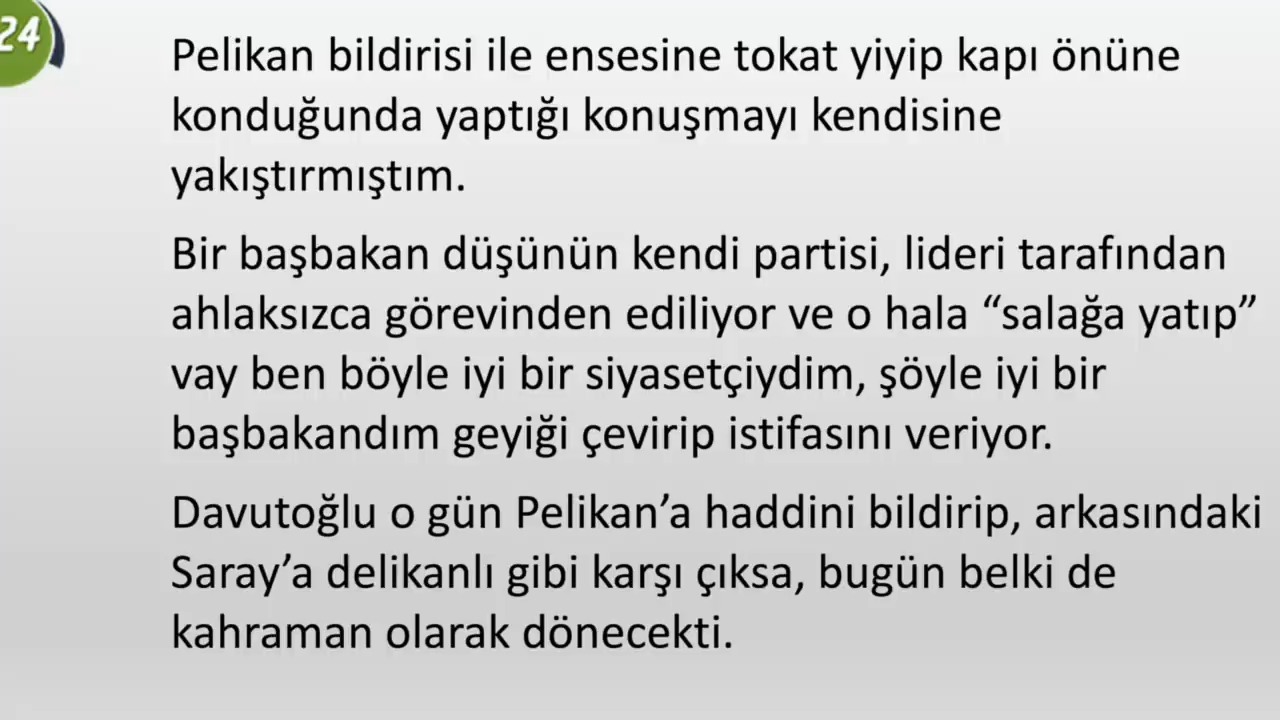 24
Pelikan bildirisi ile ensesine tokat yiyip kapı önüne
konduğunda yaptığı konuşmayı kendisine
yakıştırmıştım.
Bir başbakan düşünün kendi partisi, lideri tarafından
ahlaksızca görevinden ediliyor ve o hala “salağa yatıp”
vay ben böyle iyi bir siyasetçiydim, şöyle iyi bir
başbakandım geyiği çevirip istifasını veriyor.
Davutoğlu o gün Pelikan’a haddini bildirip, arkasındaki
Saray’a delikanlı gibi karşı çıksa, bugün belki de
kahraman olarak dönecekti.